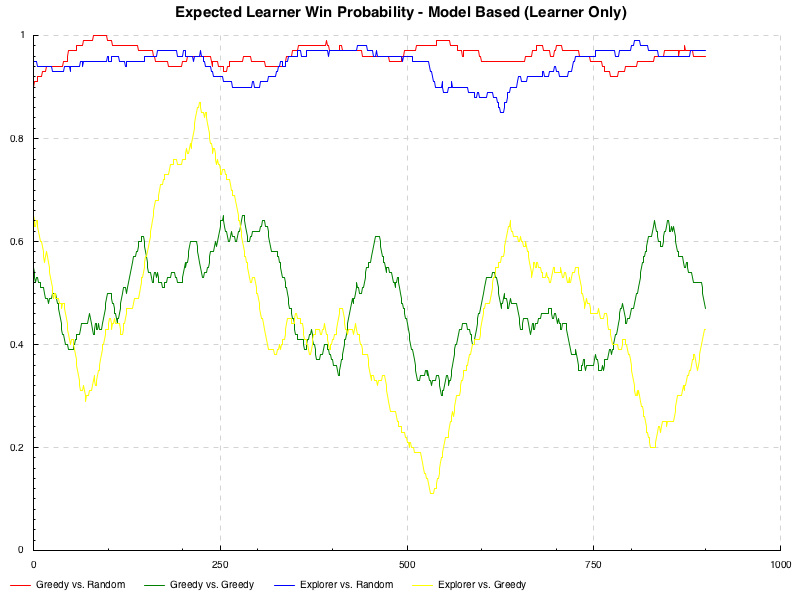 Expected Learner Win Probability - Model Based (Learner Only)
1
0.8
0.6
0.4
0.2
0
0 250 500 750 1000
Greedy vs. Random Greedy vs. Greedy Explorer vs. Random Explorer vs. Greedy